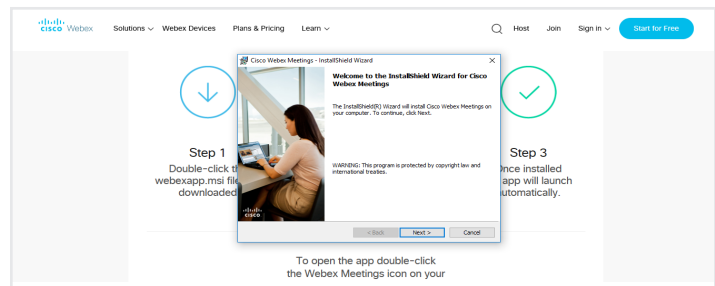 cisco Webex Solutions Webex Devices Plans & Pricing Learn Host Join Sign in Start for Free
Cisco Webex Meetings - InstallShield Wizard
Welcome to the InstallShield Wizard for Cisco
Webex Meetings
The InstallShield(R) Wizard will install Cisco Webex Meetings on
your computer. To continue, click Next.
WARNING: This program is protected by copyright law and
international treaties.
cisco
< Back Next > Cancel
Step 1
Double-click
webexapp.msi
downloaded
Step 3
Once installed
app will launch
automatically.
To open the app double-click
the Webex Meetings icon on your